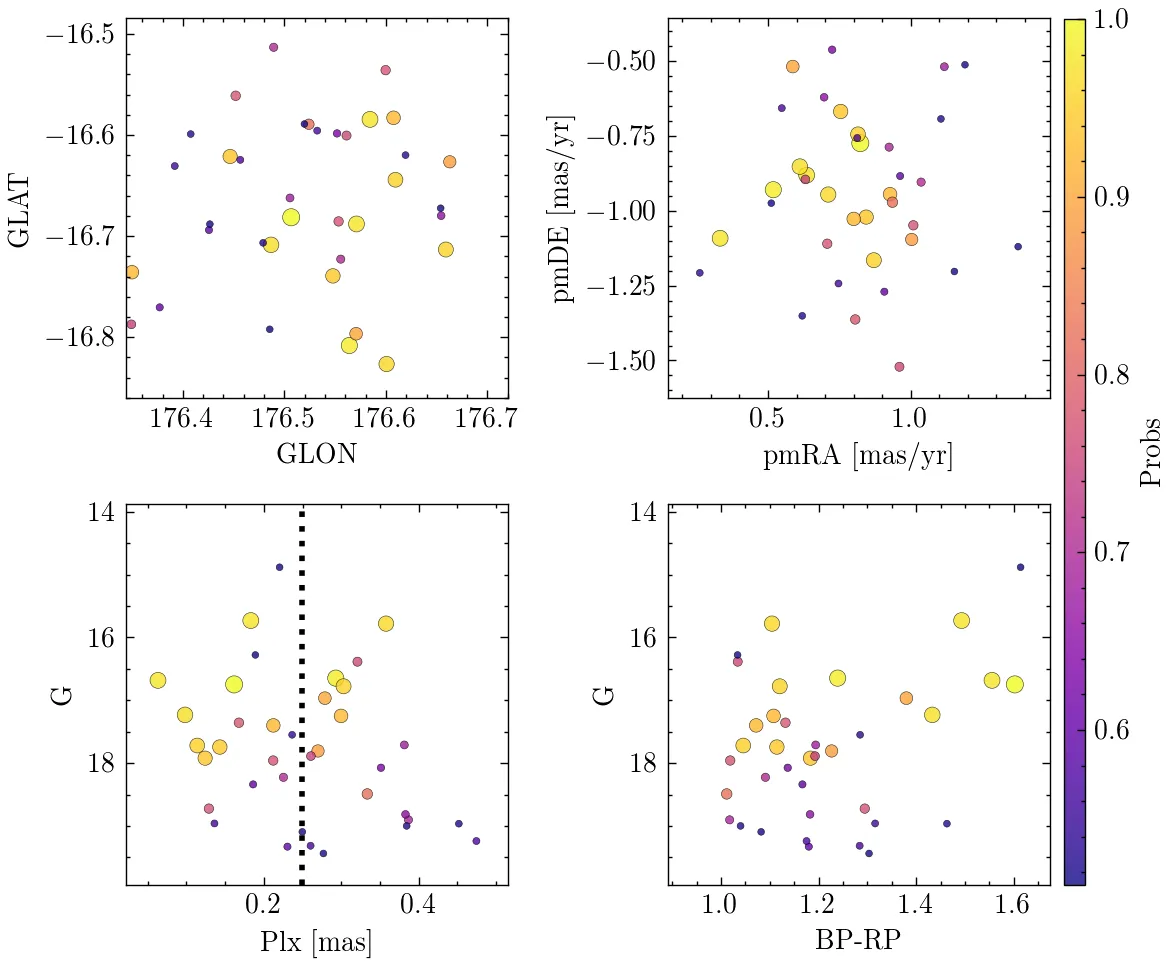 −16.5
−16.6
−16.7
−16.8
GLAT
176.4 176.5 176.6 176.7
GLON
−0.50
−0.75
−1.00
−1.25
−1.50
pmDE [mas/yr]
0.5 1.0
pmRA [mas/yr]
14
16
18
G
0.2 0.4
Plx [mas]
14
16
18
G
1.0 1.2 1.4 1.6
BP-RP
1.0
0.9
0.8
0.7
0.6
Probs